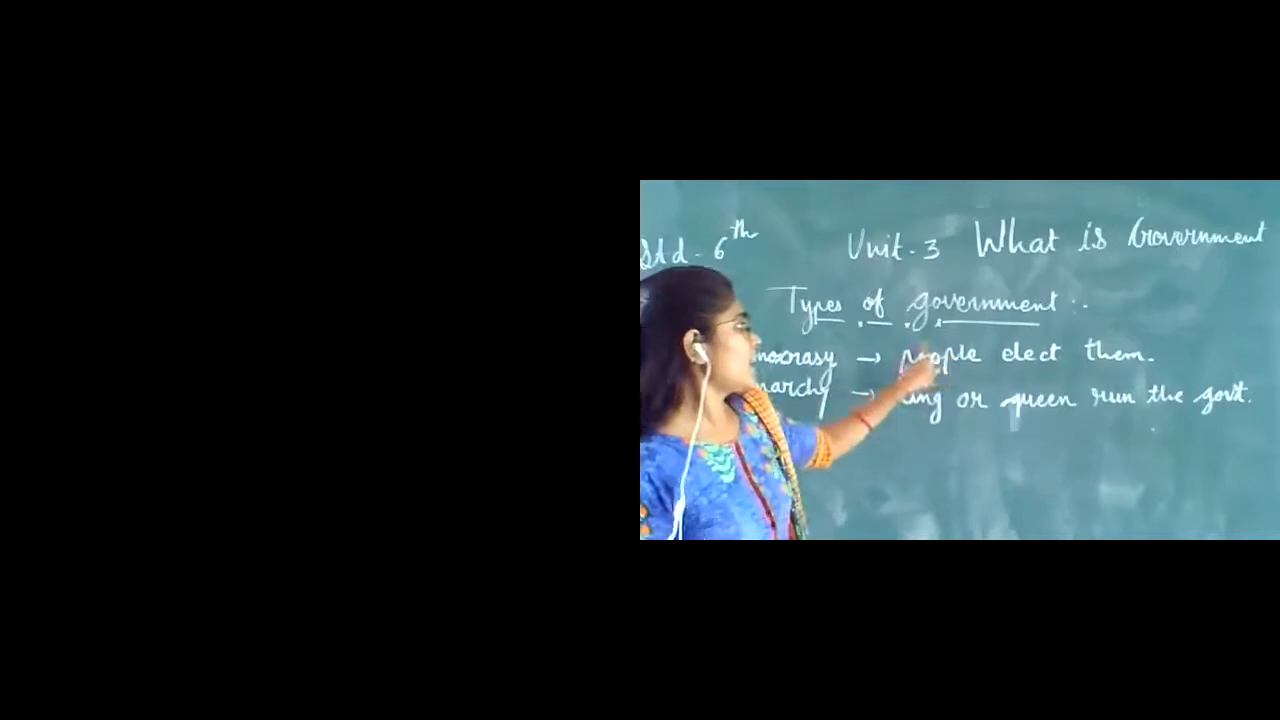 Std - 6th
Unit - 3 What is Government
Types of government :-
mocrasy → people elect them.
narchy → king or queen run the govt.